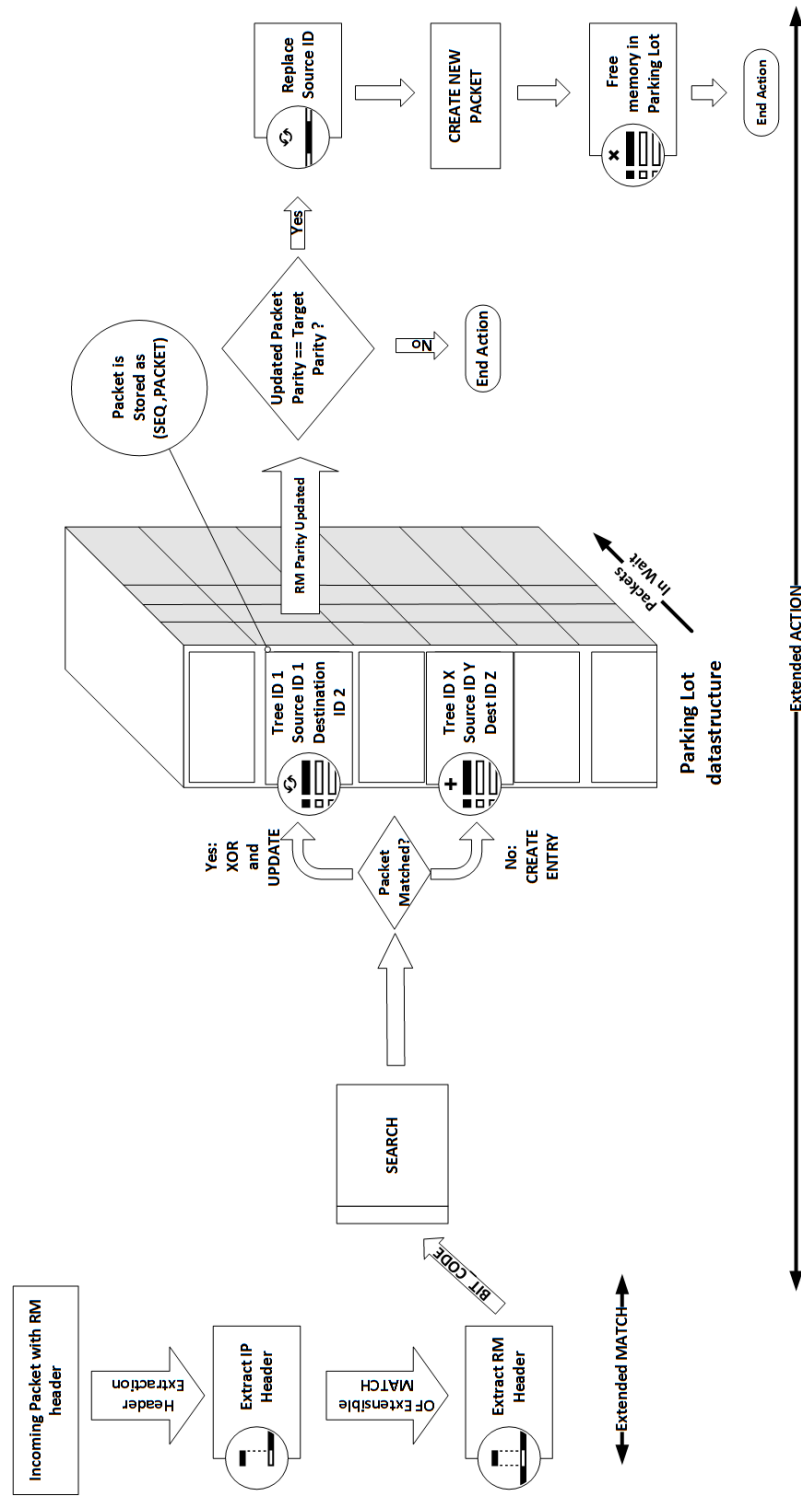 Incoming Packet with RM
header
Header
Extraction
Extract IP
Header
OF Extensible
MATCH
Extract RM
Header
BIT_CODE
Extended MATCH
SEARCH
Packet
Matched?
Yes:
XOR
and
UPDATE
No:
CREATE
ENTRY
Tree ID 1
Source ID 1
Destination
ID 2
Tree ID X
Source ID Y
Dest ID Z
Parking Lot
datastructure
Packets
In Wait
Packet is
Stored as
(SEQ ,PACKET)
RM Parity Updated
Updated Packet
Parity == Target
Parity ?
No
End Action
Yes
Replace
Source ID
CREATE NEW
PACKET
Free
memory in
Parking Lot
End Action
Extended ACTION